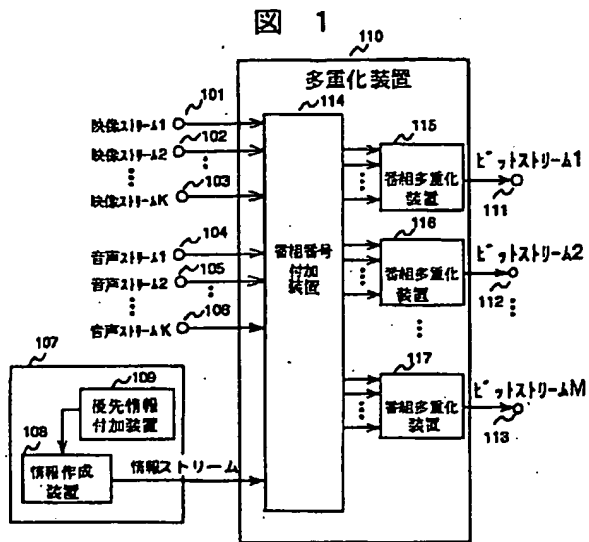 図 1
110
多重化装置
101
映像ストリーム1
102
映像ストリーム2
103
映像ストリームK
104
音声ストリーム1
105
音声ストリーム2
106
音声ストリームK
107
109
優先情報
付加装置
108
情報作成
装置
情報ストリーム
114
番組番号
付加
装置
115
番組多重化
装置
ビットストリーム1
111
116
番組多重化
装置
ビットストリーム2
112
117
番組多重化
装置
ビットストリームM
113